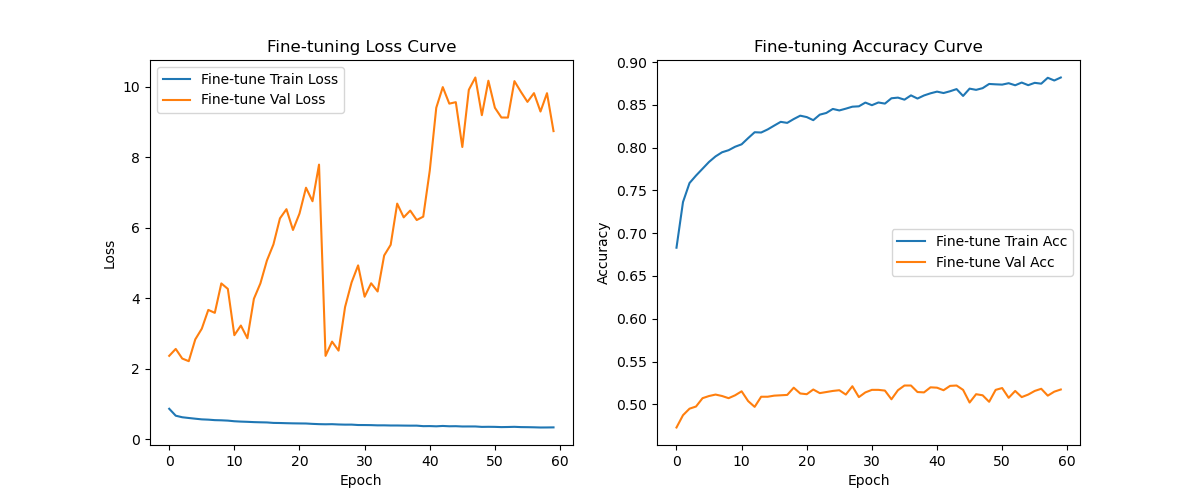 Fine-tuning Loss Curve
Fine-tune Train Loss
Fine-tune Val Loss
10
8
6
4
2
0
Loss
0 10 20 30 40 50 60
Epoch
Fine-tuning Accuracy Curve
0.90
0.85
0.80
0.75
0.70
0.65
0.60
0.55
0.50
Accuracy
Fine-tune Train Acc
Fine-tune Val Acc
0 10 20 30 40 50 60
Epoch